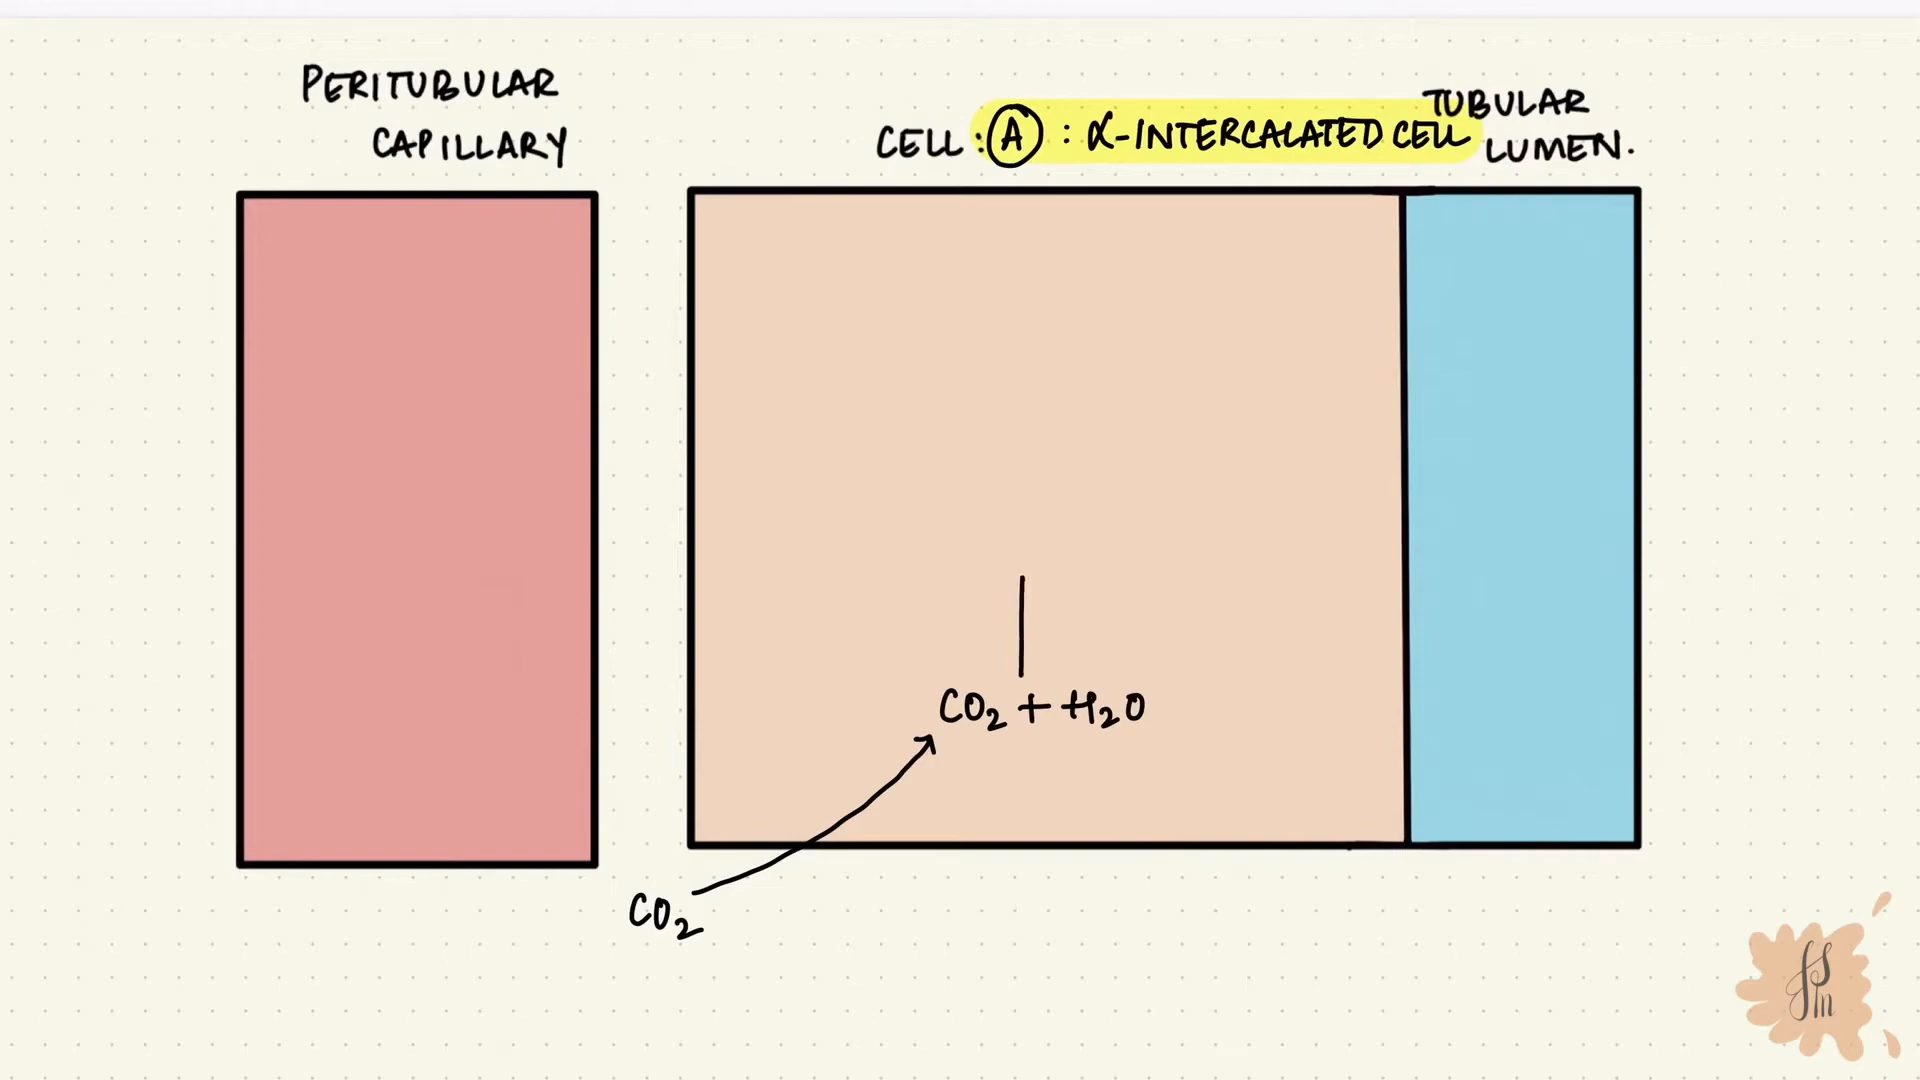 PERITUBULAR
CAPILLARY
CELL : A : α-INTERCALATED CELL
TUBULAR
LUMEN.
CO2 + H2O
CO2